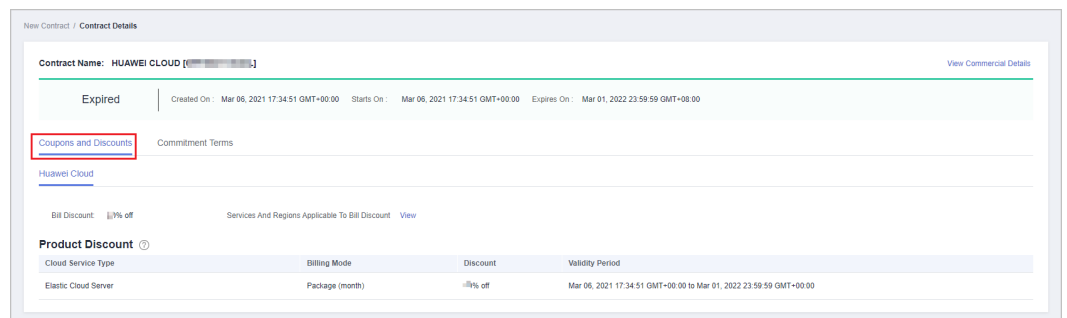 New Contract / Contract Details
Contract Name: HUAWEI CLOUD [ .]
View Commercial Details
Expired
Created On : Mar 06, 2021 17:34:51 GMT+00:00 Starts On : Mar 06, 2021 17:34:51 GMT+00:00 Expires On : Mar 01, 2022 23:59:59 GMT+08:00
Coupons and Discounts Commitment Terms
Huawei Cloud
Bill Discount: % off Services And Regions Applicable To Bill Discount View
Product Discount ?
Cloud Service Type Billing Mode Discount Validity Period
Elastic Cloud Server Package (month) % off Mar 06, 2021 17:34:51 GMT+00:00 to Mar 01, 2022 23:59:59 GMT+00:00